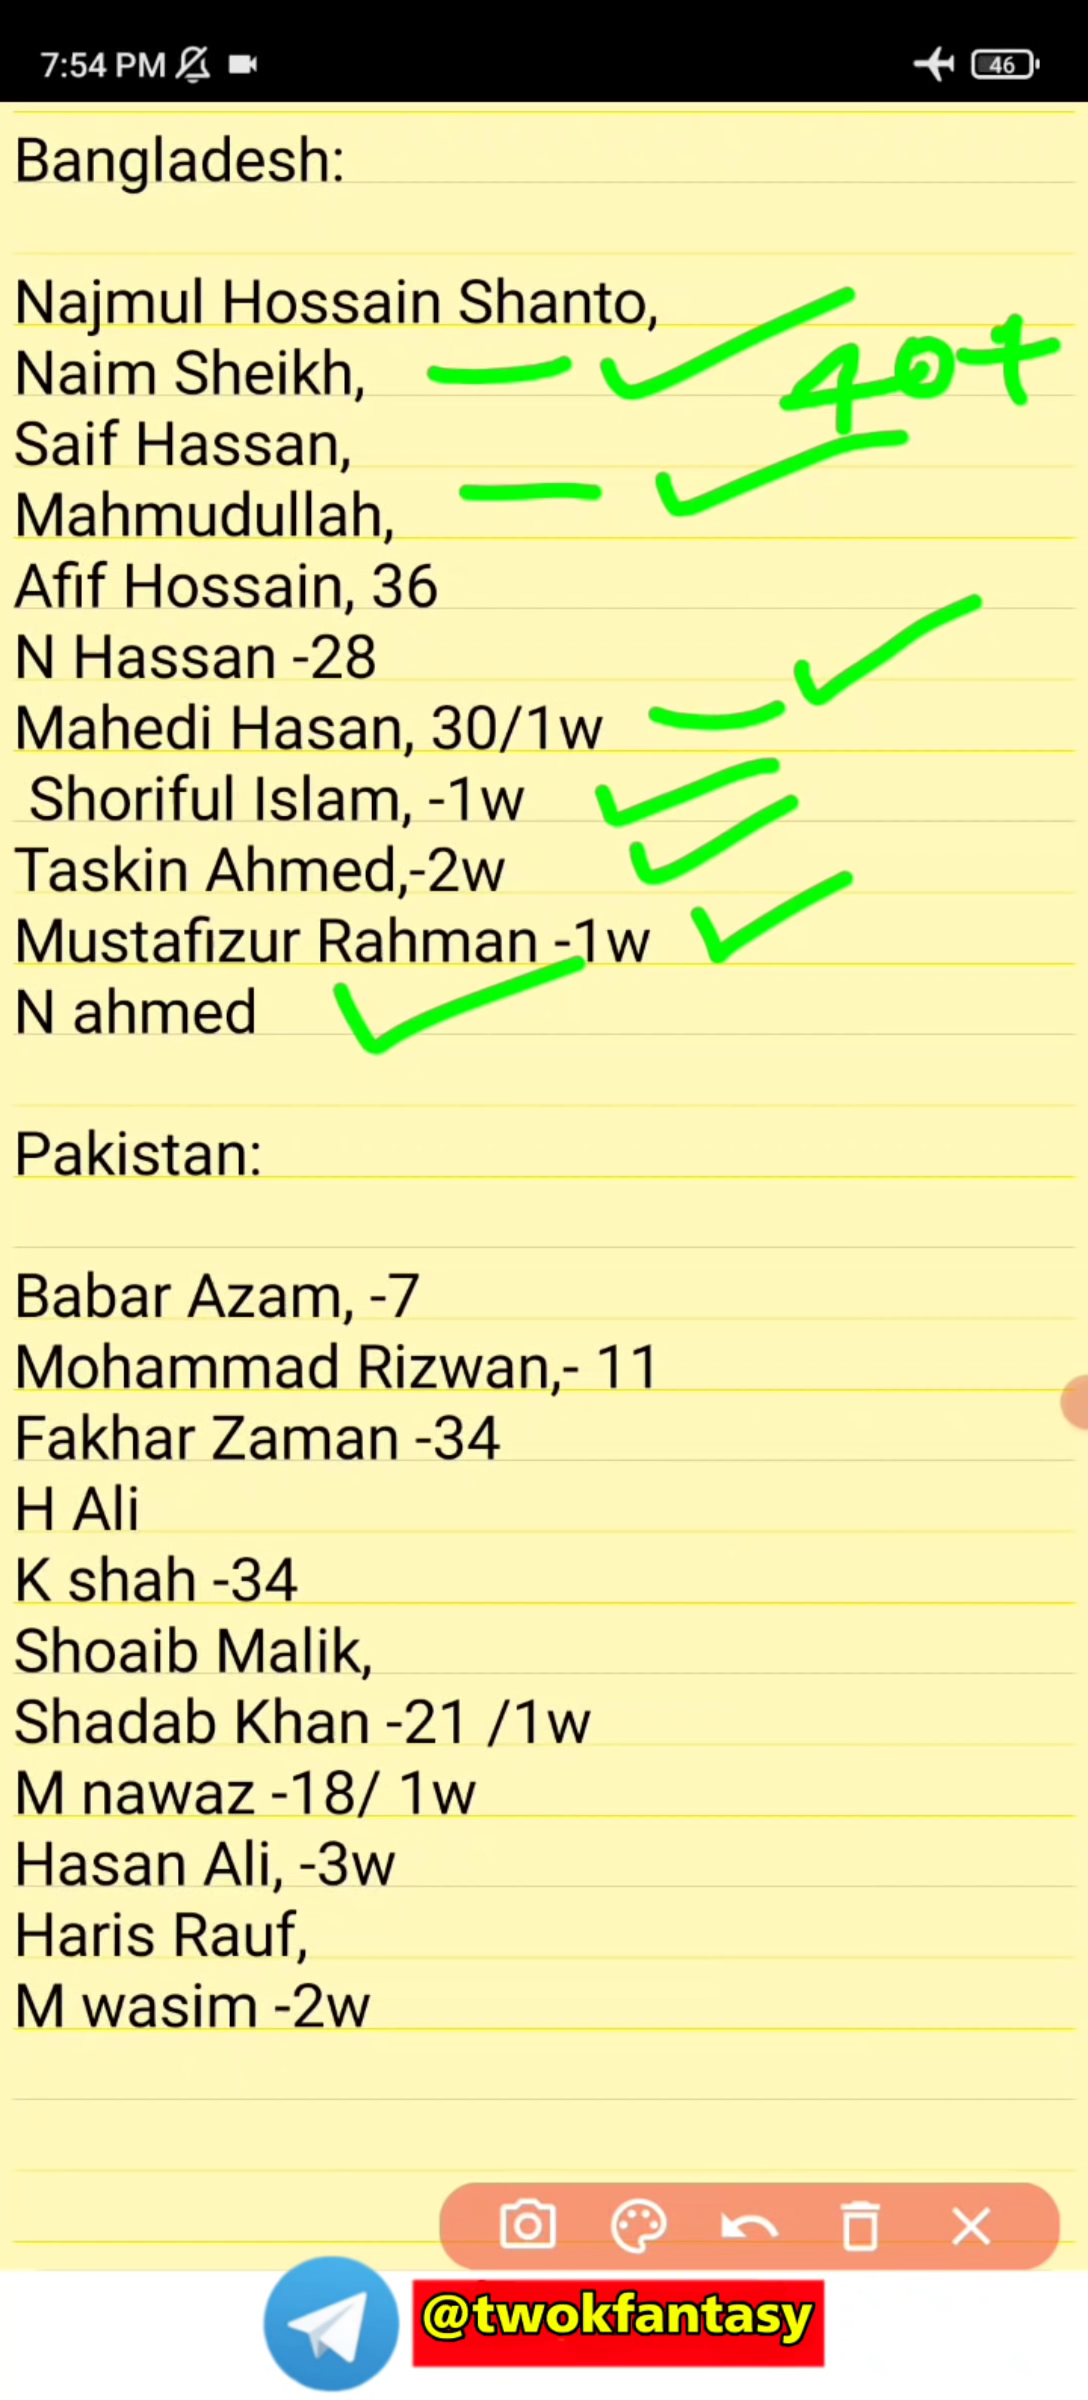 7:54 PM
46
Bangladesh:
Najmul Hossain Shanto,
Naim Sheikh,
40+
Saif Hassan,
Mahmudullah,
Afif Hossain, 36
N Hassan -28
Mahedi Hasan, 30/1w
Shoriful Islam, -1w
Taskin Ahmed,-2w
Mustafizur Rahman -1w
N ahmed
Pakistan:
Babar Azam, -7
Mohammad Rizwan,- 11
Fakhar Zaman -34
H Ali
K shah -34
Shoaib Malik,
Shadab Khan -21 /1w
M nawaz -18/ 1w
Hasan Ali, -3w
Haris Rauf,
M wasim -2w
@twokfantasy